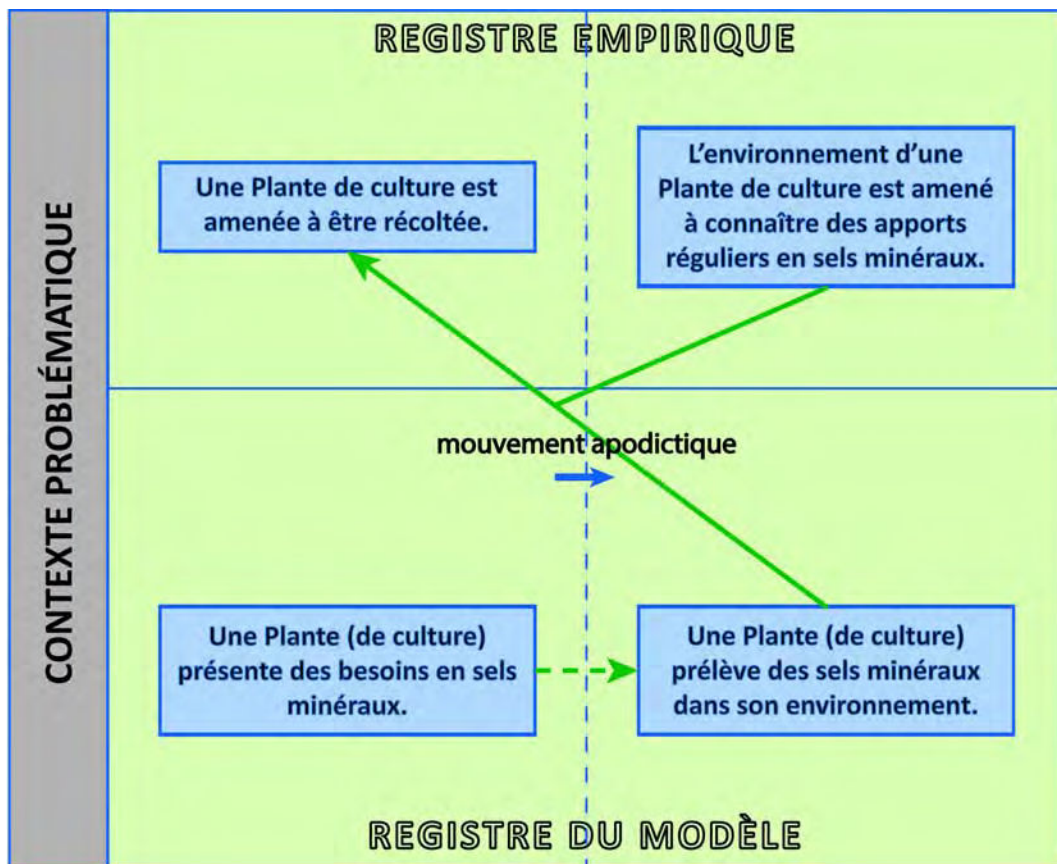 CONTEXTE PROBLÉMATIQUE
REGISTRE EMPIRIQUE
Une Plante de culture est
amenée à être récoltée.
L’environnement d’une
Plante de culture est amené
à connaître des apports
réguliers en sels minéraux.
mouvement apodictique
Une Plante (de culture)
présente des besoins en sels
minéraux.
Une Plante (de culture)
prélève des sels minéraux
dans son environnement.
REGISTRE DU MODÈLE